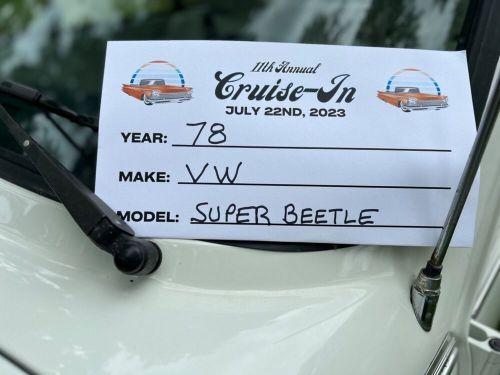 11th Annual
Cruise-In
JULY 22ND, 2023
YEAR: 78
MAKE: VW
MODEL: SUPER BEETLE